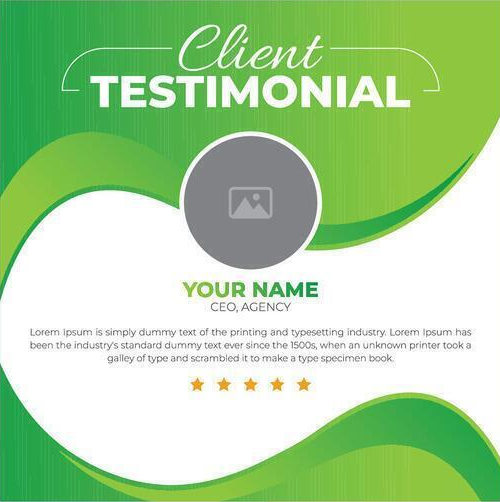 Client
TESTIMONIAL
YOUR NAME
CEO, AGENCY
Lorem Ipsum is simply dummy text of the printing and typesetting industry. Lorem Ipsum has
been the industry's standard dummy text ever since the 1500s, when an unknown printer took a
galley of type and scrambled it to make a type specimen book.